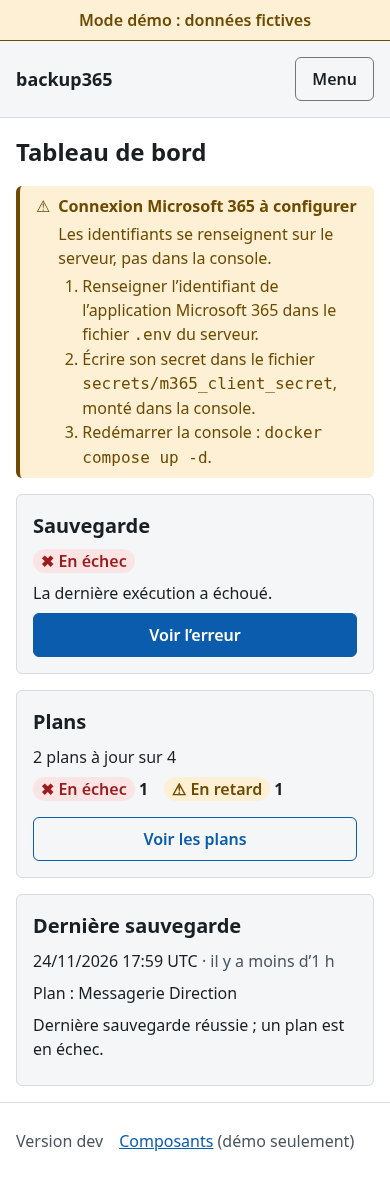 Mode démo : données fictives
backup365
Menu
Tableau de bord
⚠ Connexion Microsoft 365 à configurer
Les identifiants se renseignent sur le
serveur, pas dans la console.
1. Renseigner l’identifiant de
l’application Microsoft 365 dans le
fichier .env du serveur.
2. Écrire son secret dans le fichier
secrets/m365_client_secret,
monté dans la console.
3. Redémarrer la console : docker
compose up -d.
Sauvegarde
✖ En échec
La dernière exécution a échoué.
Voir l’erreur
Plans
2 plans à jour sur 4
✖ En échec 1 ⚠ En retard 1
Voir les plans
Dernière sauvegarde
24/11/2026 17:59 UTC · il y a moins d’1 h
Plan : Messagerie Direction
Dernière sauvegarde réussie ; un plan est
en échec.
Version dev Composants (démo seulement)